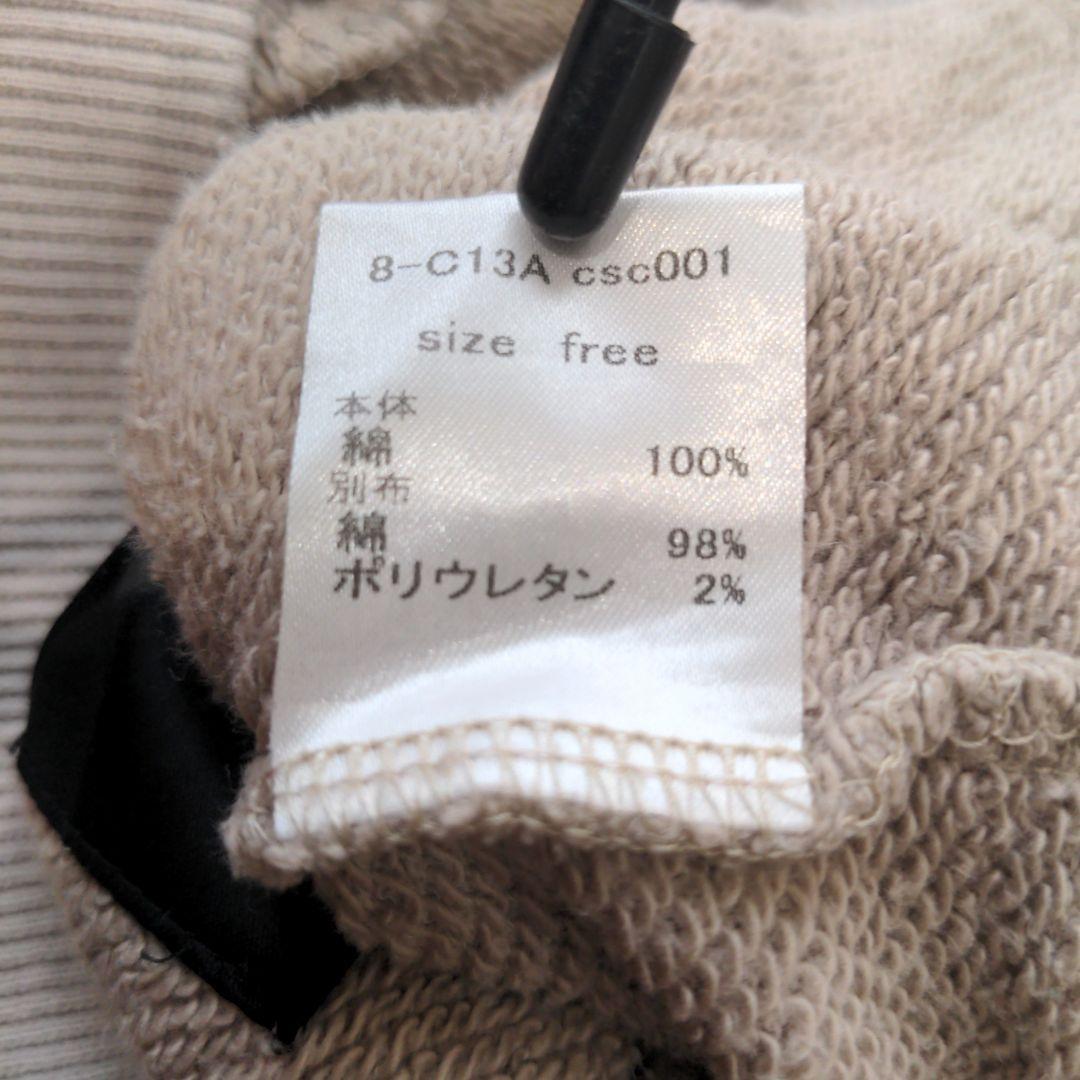 8-C13A csc001
size free
本体
綿 100%
別布
綿 98%
ポリウレタン 2%